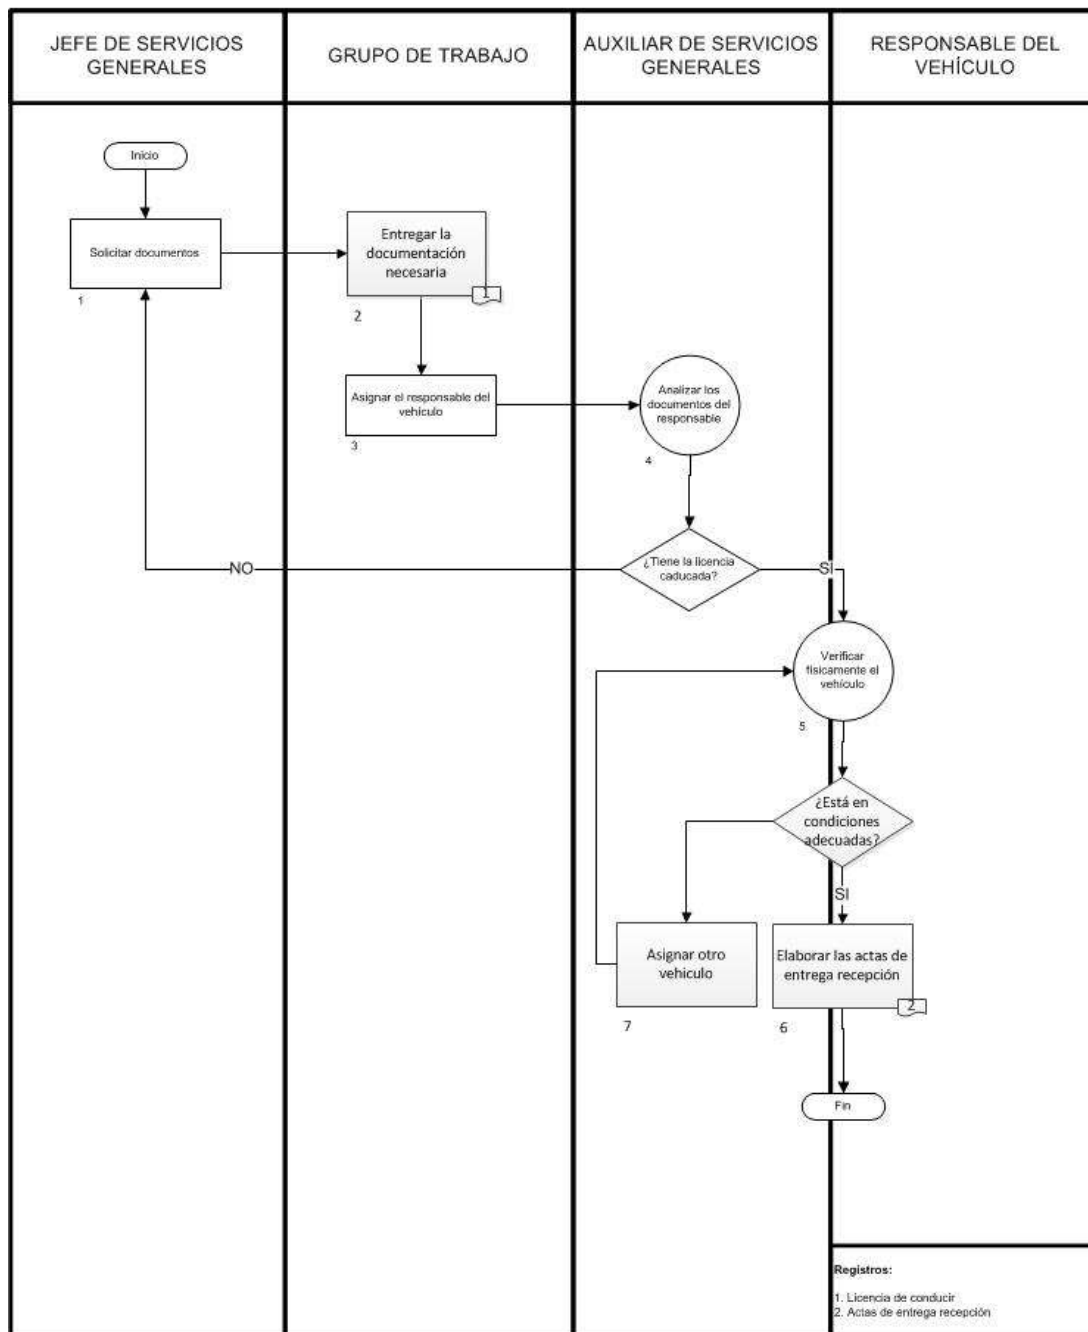 JEFE DE SERVICIOS
GENERALES
GRUPO DE TRABAJO
AUXILIAR DE SERVICIOS
GENERALES
RESPONSABLE DEL
VEHÍCULO
Inicio
Solicitar documentos
1
Entregar la
documentación
necesaria
1
2
Asignar el responsable del
vehículo
3
Analizar los
documentos del
responsable
4
¿Tiene la licencia
caducada?
NO
SI
Verificar
físicamente el
vehículo
5
¿Está en
condiciones
adecuadas?
SI
Asignar otro
vehiculo
7
Elaborar las actas de
entrega recepción
2
6
Fin
Registros:
1. Licencia de conducir
2. Actas de entrega recepción